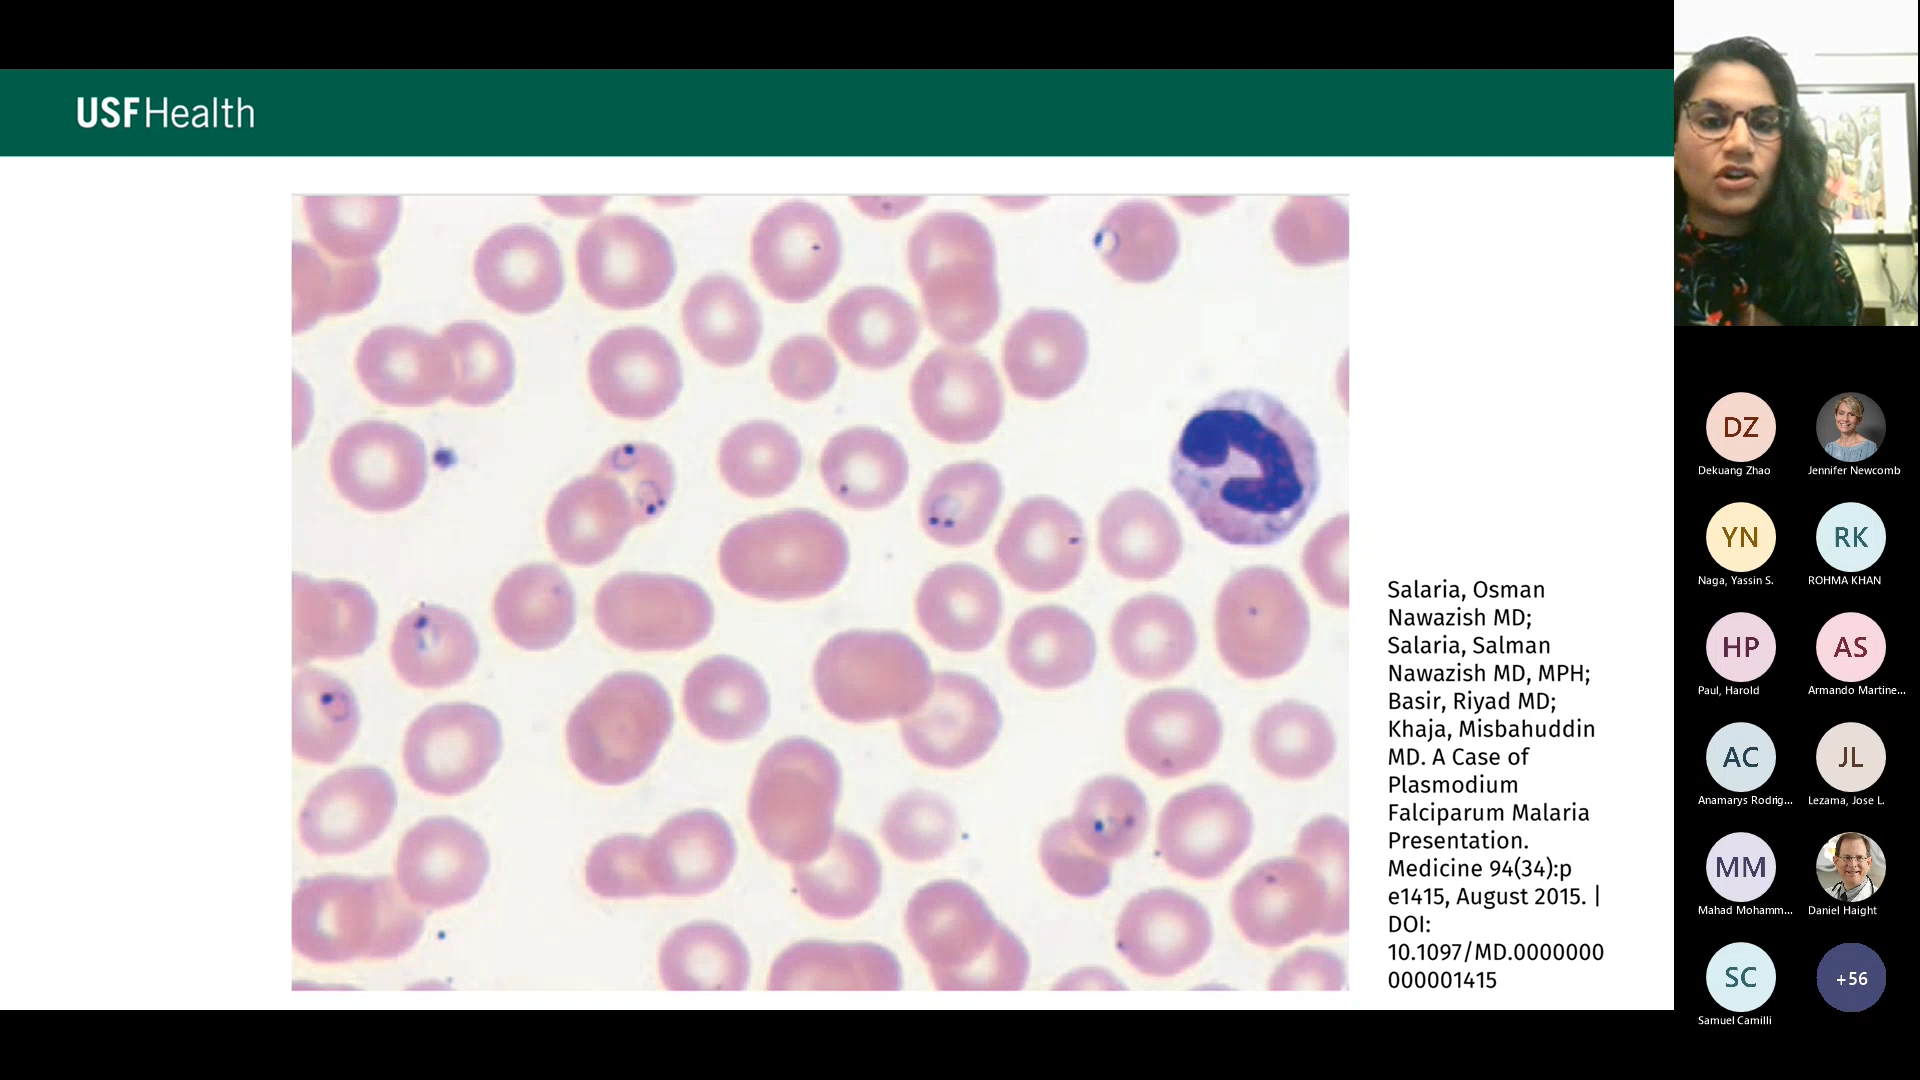 USF Health
Salaria, Osman
Nawazish MD;
Salaria, Salman
Nawazish MD, MPH;
Basir, Riyad MD;
Khaja, Misbahuddin
MD. A Case of
Plasmodium
Falciparum Malaria
Presentation.
Medicine 94(34):p
e1415, August 2015. |
DOI:
10.1097/MD.0000000
000001415
DZ
Dekuang Zhao
Jennifer Newcomb
YN
Naga, Yassin S.
RK
ROHMA KHAN
HP
Paul, Harold
AS
Armando Martine...
AC
Anamarys Rodrig...
JL
Lezama, Jose L.
MM
Mahad Mohamm...
Daniel Haight
SC
Samuel Camilli
+56